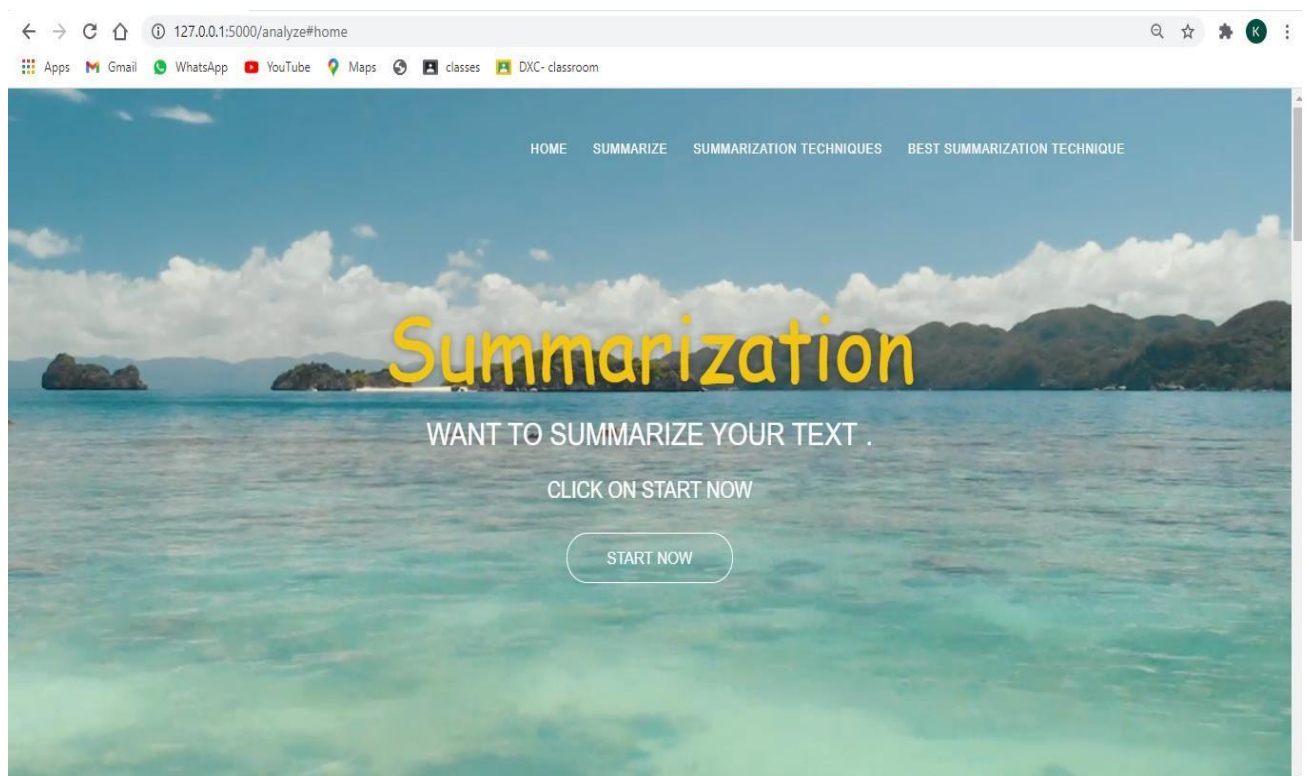 127.0.0.1:5000/analyze#home
K
Apps Gmail WhatsApp YouTube Maps classes DXC- classroom
HOME SUMMARIZE SUMMARIZATION TECHNIQUES BEST SUMMARIZATION TECHNIQUE
Summarization
WANT TO SUMMARIZE YOUR TEXT .
CLICK ON START NOW
START NOW